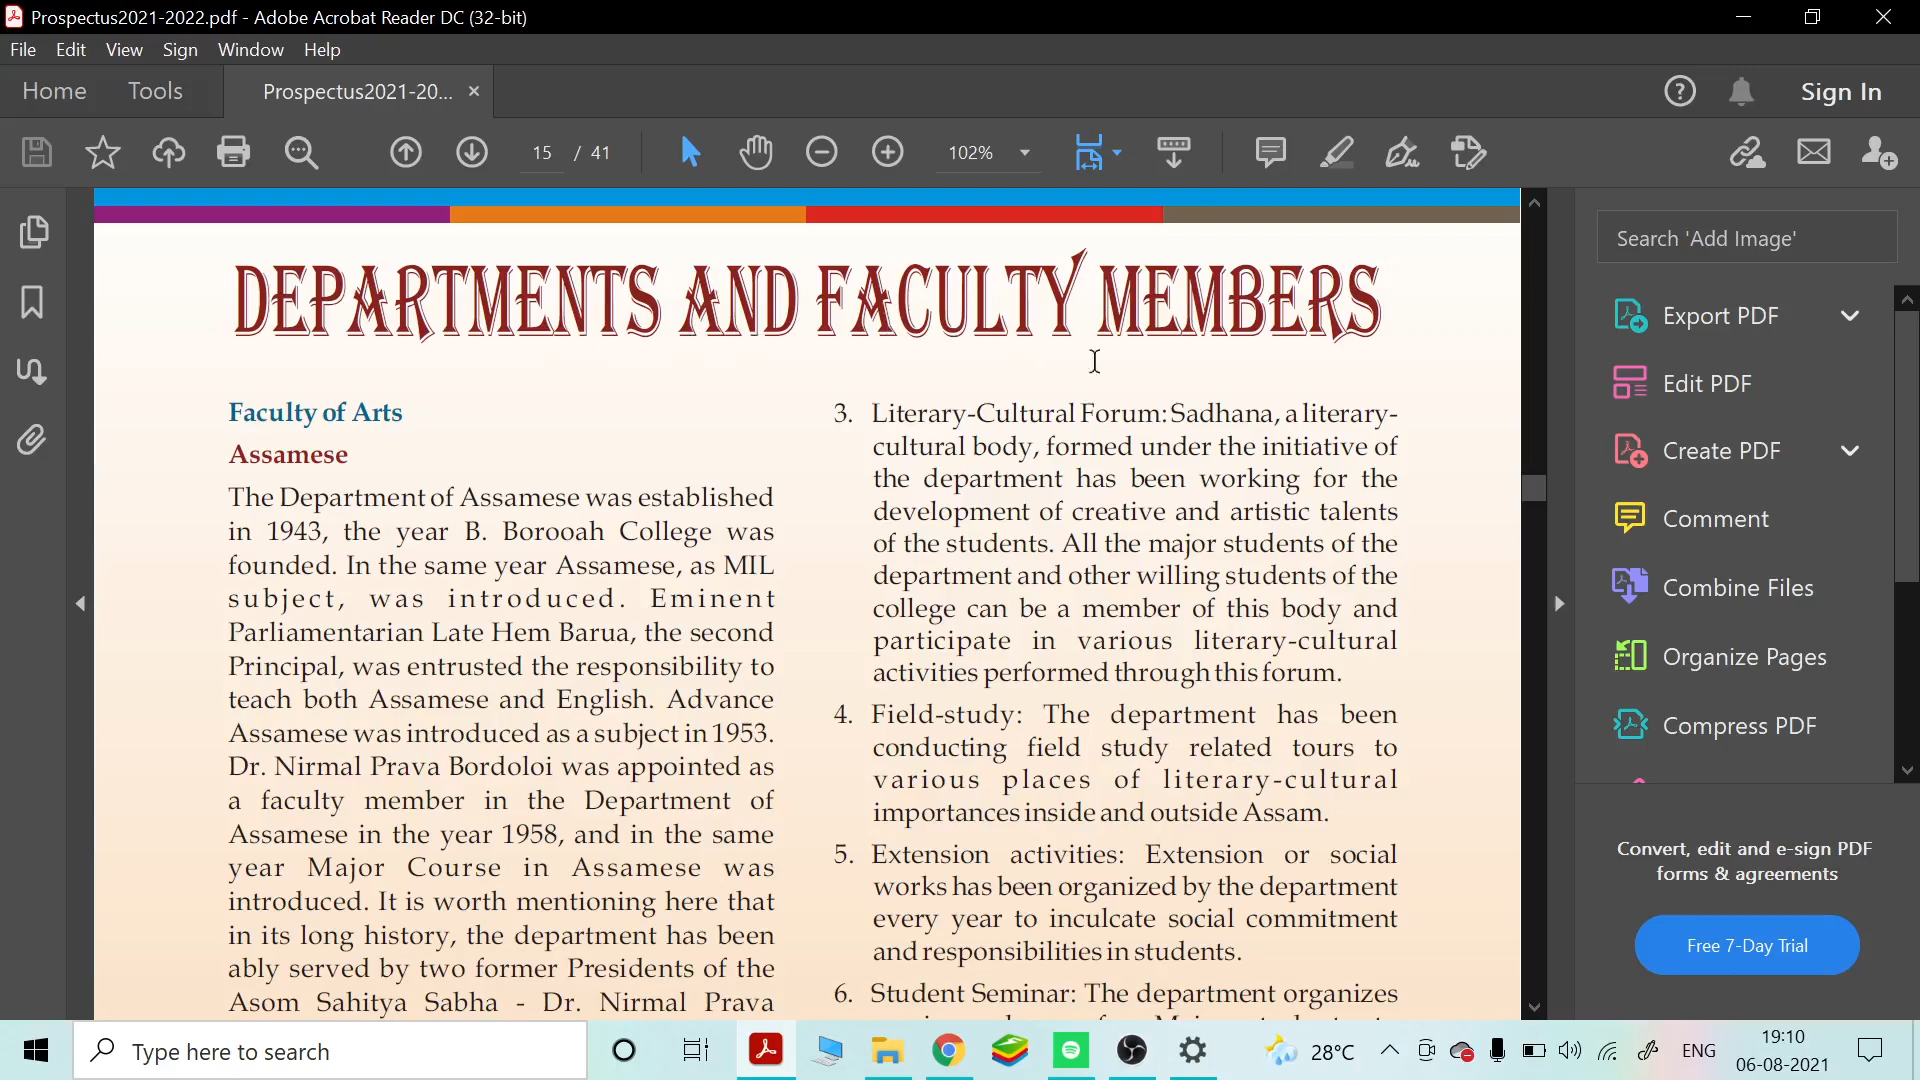 Prospectus2021-2022.pdf - Adobe Acrobat Reader DC (32-bit)
File Edit View Sign Window Help
Home Tools Prospectus2021-20... × Sign In
15 / 41 102%
DEPARTMENTS AND FACULTY MEMBERS
Faculty of Arts
Assamese
The Department of Assamese was established
in 1943, the year B. Borooah College was
founded. In the same year Assamese, as MIL
subject, was introduced. Eminent
Parliamentarian Late Hem Barua, the second
Principal, was entrusted the responsibility to
teach both Assamese and English. Advance
Assamese was introduced as a subject in 1953.
Dr. Nirmal Prava Bordoloi was appointed as
a faculty member in the Department of
Assamese in the year 1958, and in the same
year Major Course in Assamese was
introduced. It is worth mentioning here that
in its long history, the department has been
ably served by two former Presidents of the
Asom Sahitya Sabha - Dr. Nirmal Prava
3. Literary-Cultural Forum: Sadhana, a literary-
cultural body, formed under the initiative of
the department has been working for the
development of creative and artistic talents
of the students. All the major students of the
department and other willing students of the
college can be a member of this body and
participate in various literary-cultural
activities performed through this forum.
4. Field-study: The department has been
conducting field study related tours to
various places of literary-cultural
importances inside and outside Assam.
5. Extension activities: Extension or social
works has been organized by the department
every year to inculcate social commitment
and responsibilities in students.
6. Student Seminar: The department organizes
Search 'Add Image'
Export PDF
Edit PDF
Create PDF
Comment
Combine Files
Organize Pages
Compress PDF
Convert, edit and e-sign PDF
forms & agreements
Free 7-Day Trial
Type here to search
28°C
ENG
19:10
06-08-2021